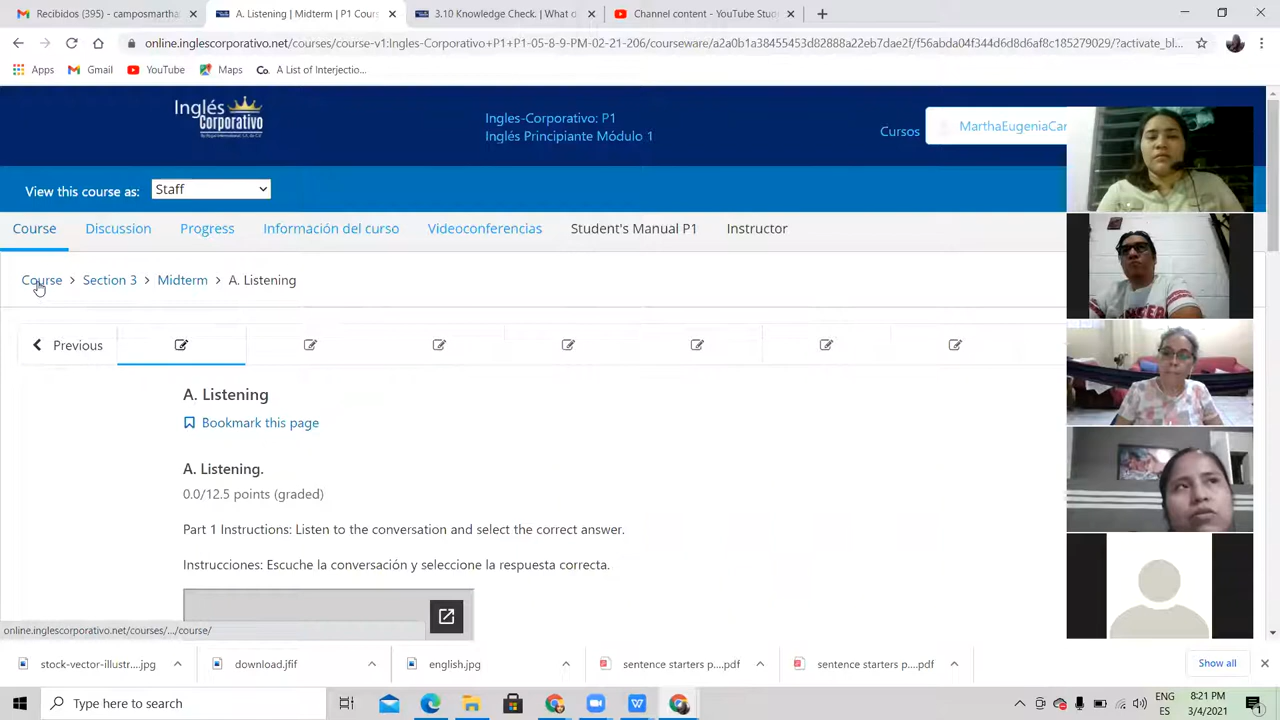 Recibidos (95) - camposmartha
A. Listening | Midterm | P1 Cours
3.10 Knowledge Check. | What d
Channel content - YouTube Stud
online.inglescorporativo.net/courses/course-v1:Ingles-Corporativo+P1+P1-05-8-9-PM-02-21-206/courseware/a2a0b1a38455453d82888a22ebd7dae2f/f56abda04f344d6d8d6af8c185279029/?activate_bl...
Apps
Gmail
YouTube
Maps
Co. A List of Interjectio...
Inglés
Corporativo
Ingles-Corporativo: P1
Inglés Principiante Módulo 1
Cursos
MarthaEugeniaCar
View this course as:
Staff
Course
Discussion
Progress
Información del curso
Videoconferencias
Student's Manual P1
Instructor
Course > Section 3 > Midterm > A. Listening
Previous
A. Listening
Bookmark this page
A. Listening.
0.0/12.5 points (graded)
Part 1 Instructions: Listen to the conversation and select the correct answer.
Instrucciones: Escuche la conversación y seleccione la respuesta correcta.
online.inglescorporativo.net/courses/.../course/
stock-vector-illustr....jpg
download.jfif
english.jpg
sentence starters p....pdf
sentence starters p....pdf
Show all
Type here to search
ENG
ES
8:21 PM
3/4/2021